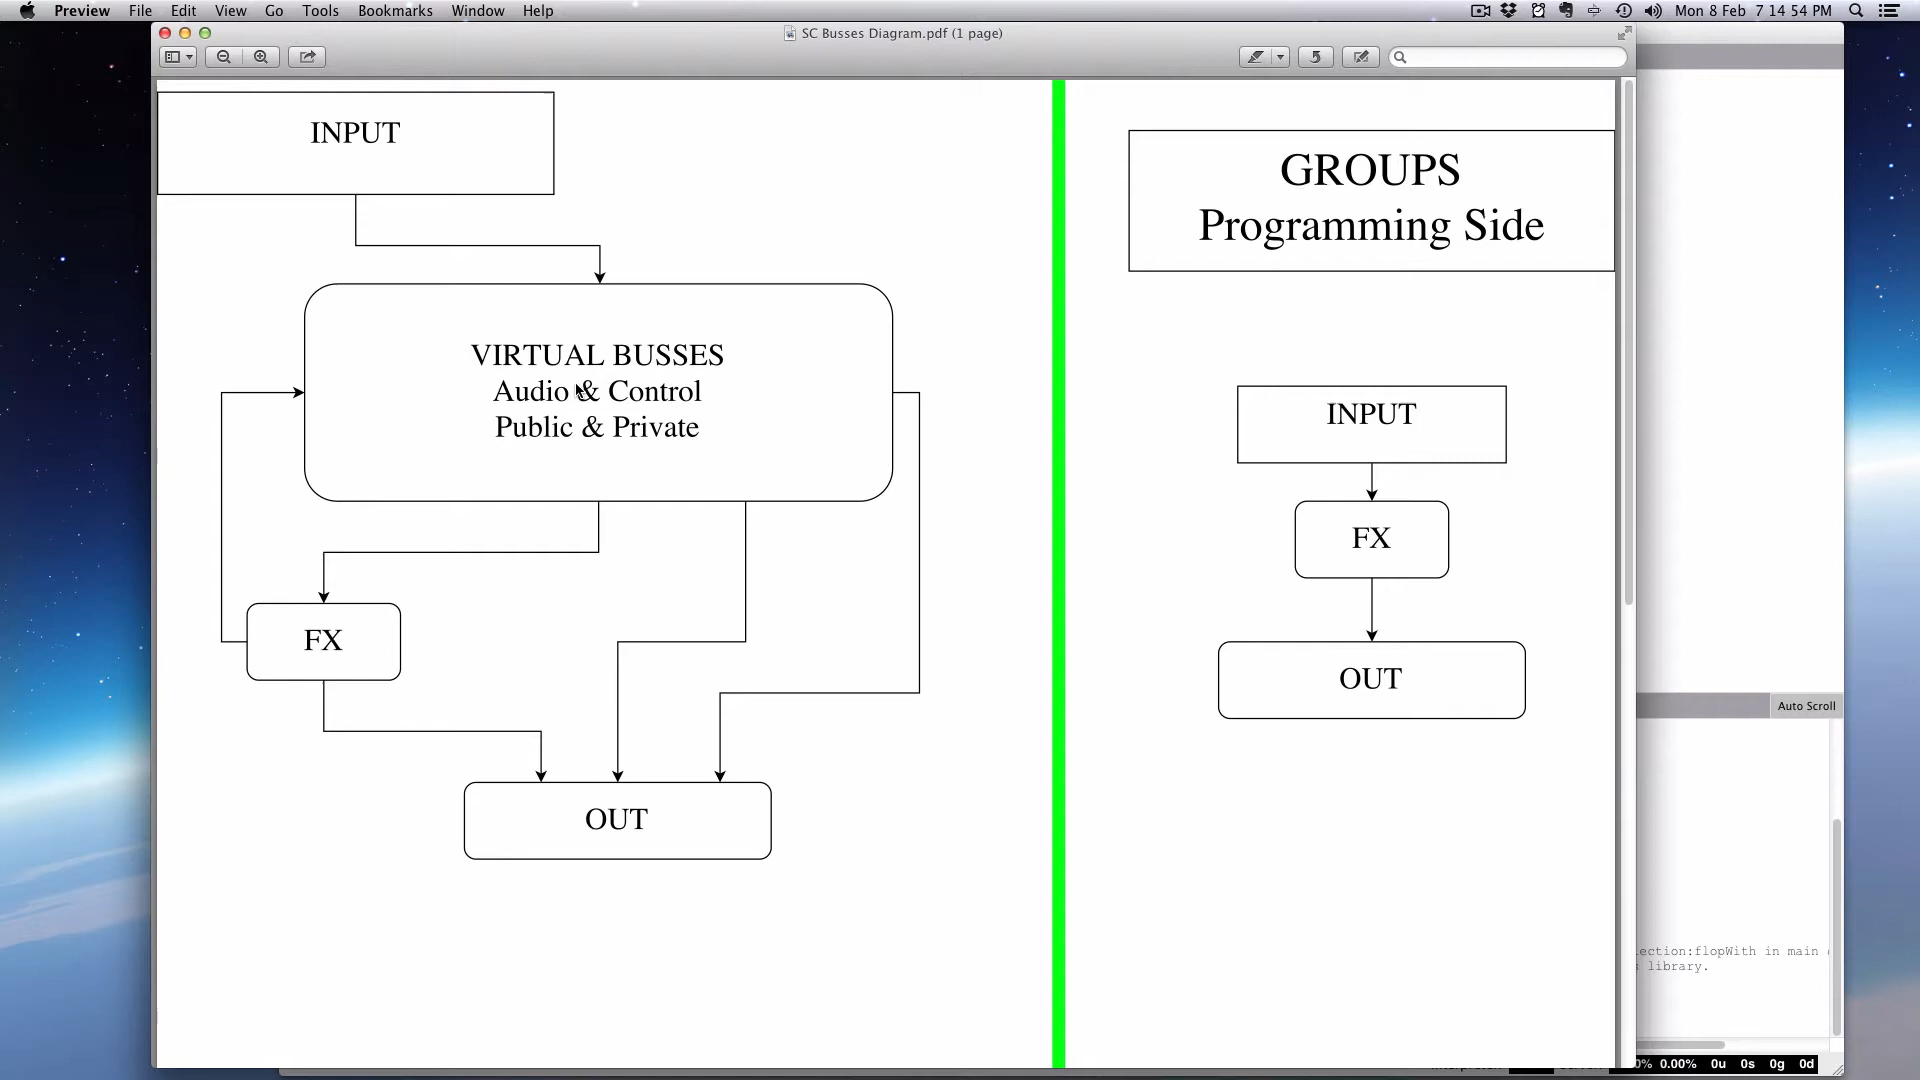 Preview File Edit View Go Tools Bookmarks Window Help
Mon 8 Feb 7 14 54 PM
SC Busses Diagram.pdf (1 page)
INPUT
VIRTUAL BUSSES
Audio & Control
Public & Private
FX
OUT
GROUPS
Programming Side
INPUT
FX
OUT
Auto Scroll
flopWith in main
library.
0.00% 0u 0s 0g 0d